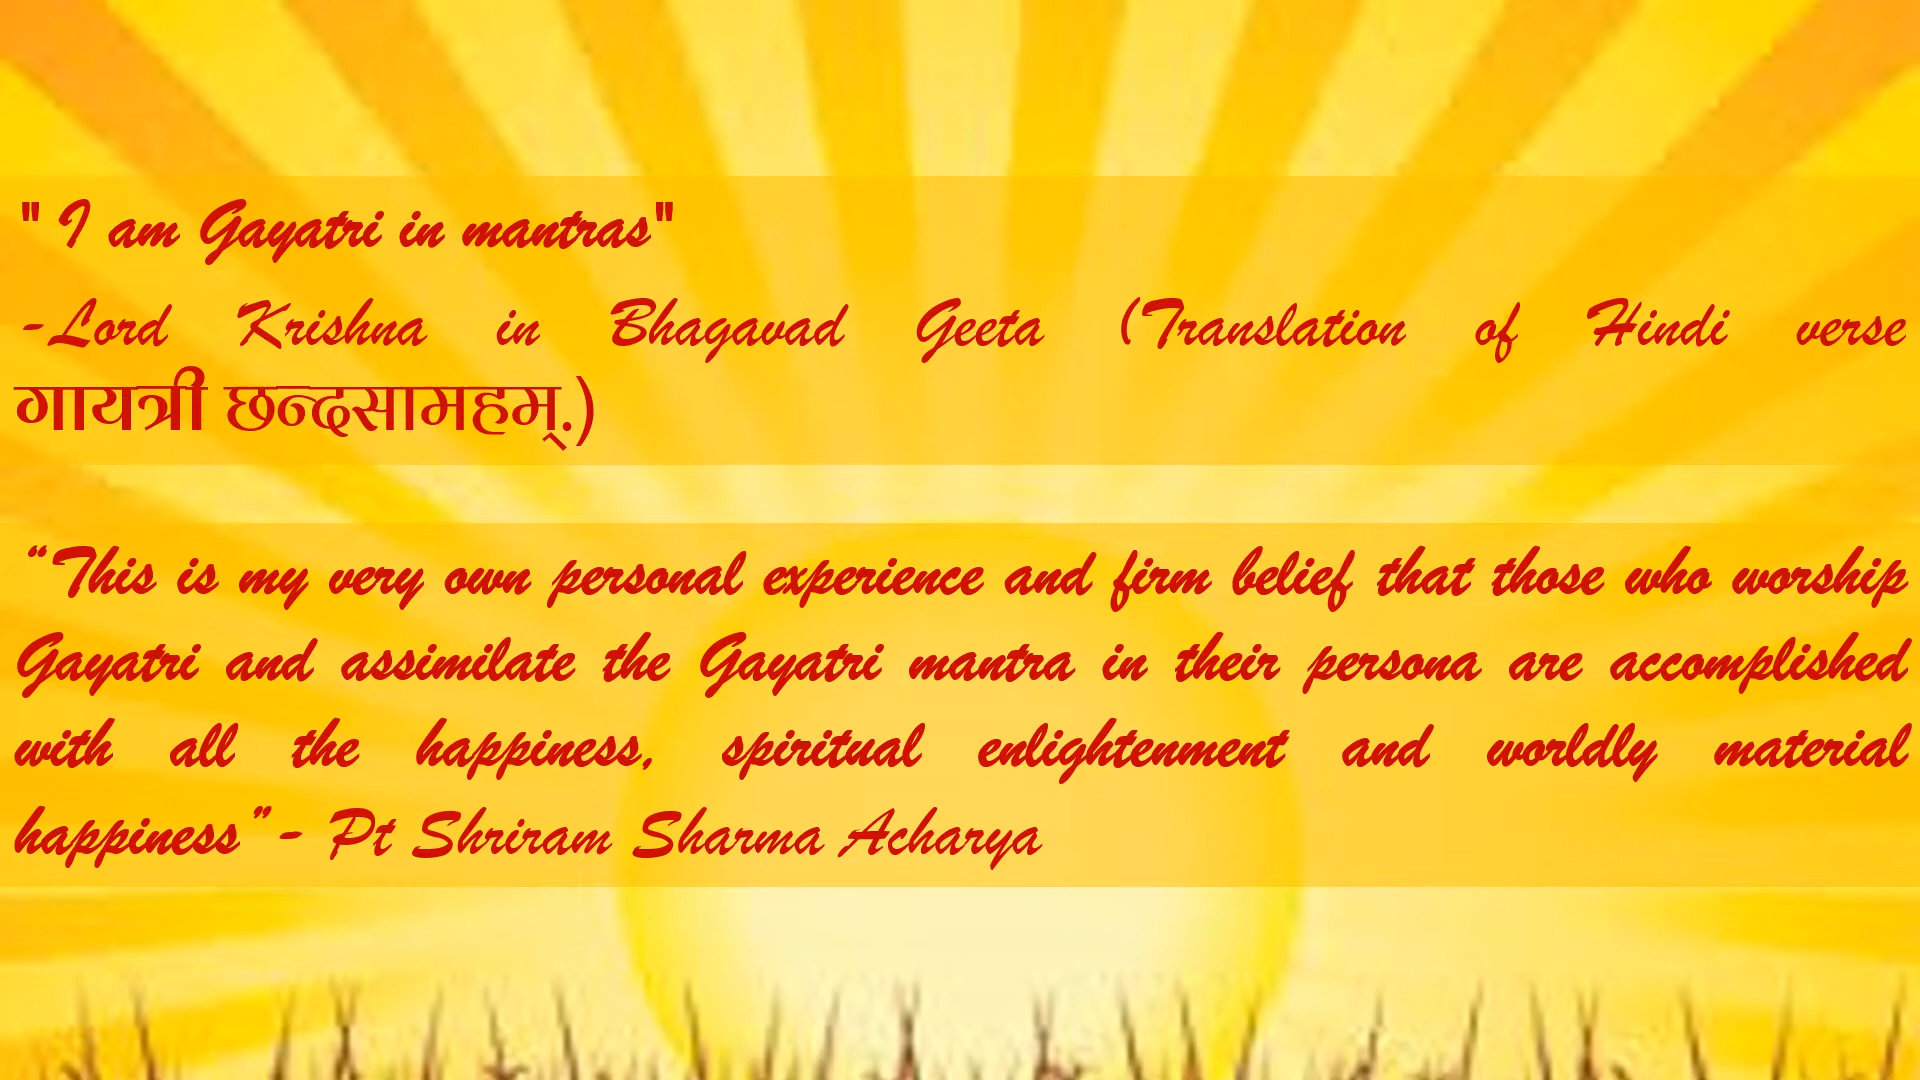 " I am Gayatri in mantras"
-Lord Krishna in Bhagavad Geeta (Translation of Hindi verse
गायत्री छन्दसामहम्.)
“This is my very own personal experience and firm belief that those who worship
Gayatri and assimilate the Gayatri mantra in their persona are accomplished
with all the happiness, spiritual enlightenment and worldly material
happiness”- Pt Shriram Sharma Acharya